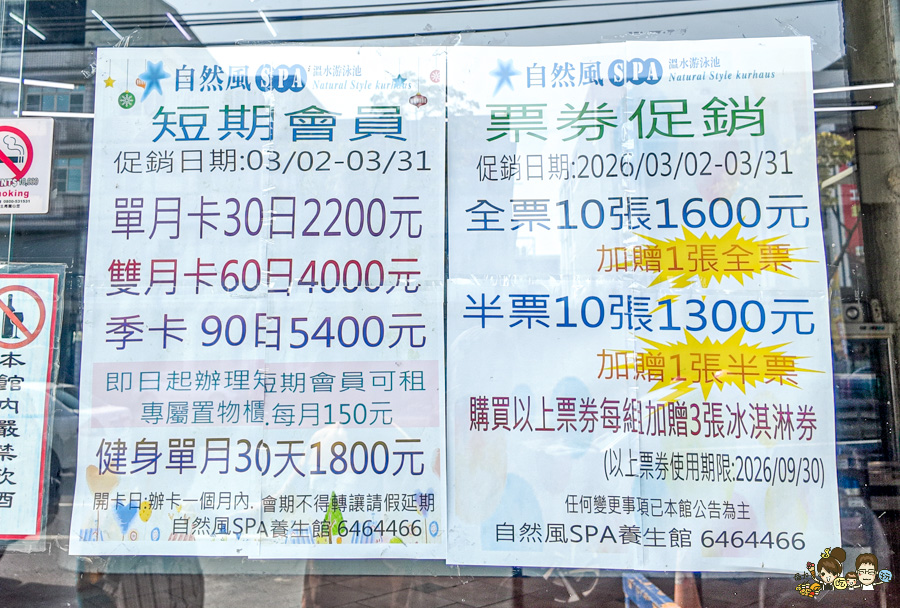 自然風SPA 溫水游泳池
Natural Style kurhaus
短期會員
促銷日期:03/02-03/31
單月卡30日2200元
雙月卡60日4000元
季卡 90日5400元
即日起辦理短期會員可租
專屬置物櫃,每月150元
健身單月30天1800元
開卡日:辦卡一個月內. 會期不得轉讓請假延期
自然風SPA養生館 6464466
自然風SPA 溫水游泳池
Natural Style kurhaus
票券促銷
促銷日期:2026/03/02-03/31
全票10張1600元
加贈1張全票
半票10張1300元
加贈1張半票
購買以上票券每組加贈3張冰淇淋券
(以上票券使用期限:2026/09/30)
任何變更事項已本館公告為主
自然風SPA養生館 6464466
本館內嚴禁飲酒